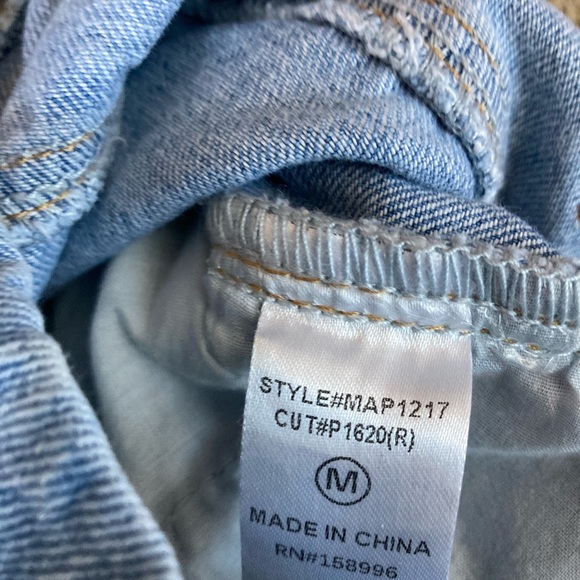 STYLE#MAP1217
CUT#P1620(R)
M
MADE IN CHINA
RN#158996